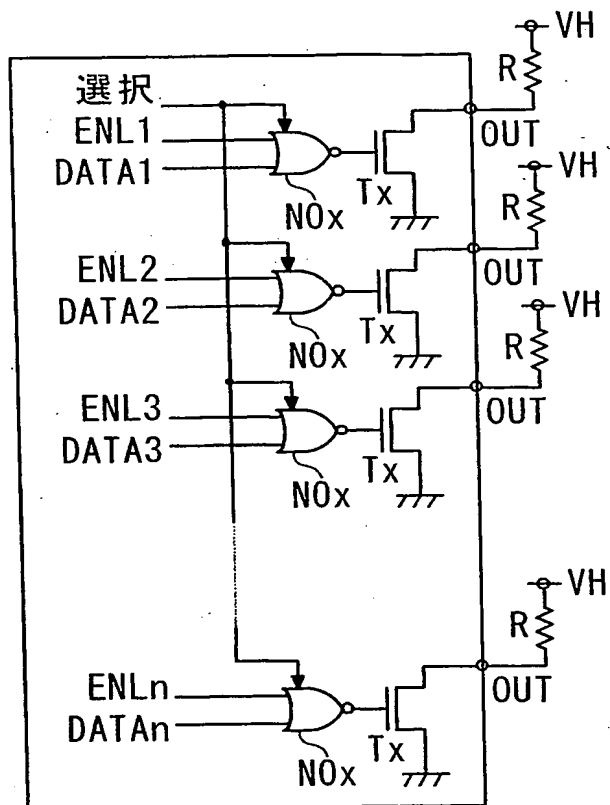 VH
R
選択
ENL1
OUT
DATA1
Tx
NOx
VH
R
ENL2
OUT
DATA2
Tx
NOx
VH
R
ENL3
OUT
DATA3
Tx
NOx
VH
R
ENLn
OUT
DATAn
Tx
NOx